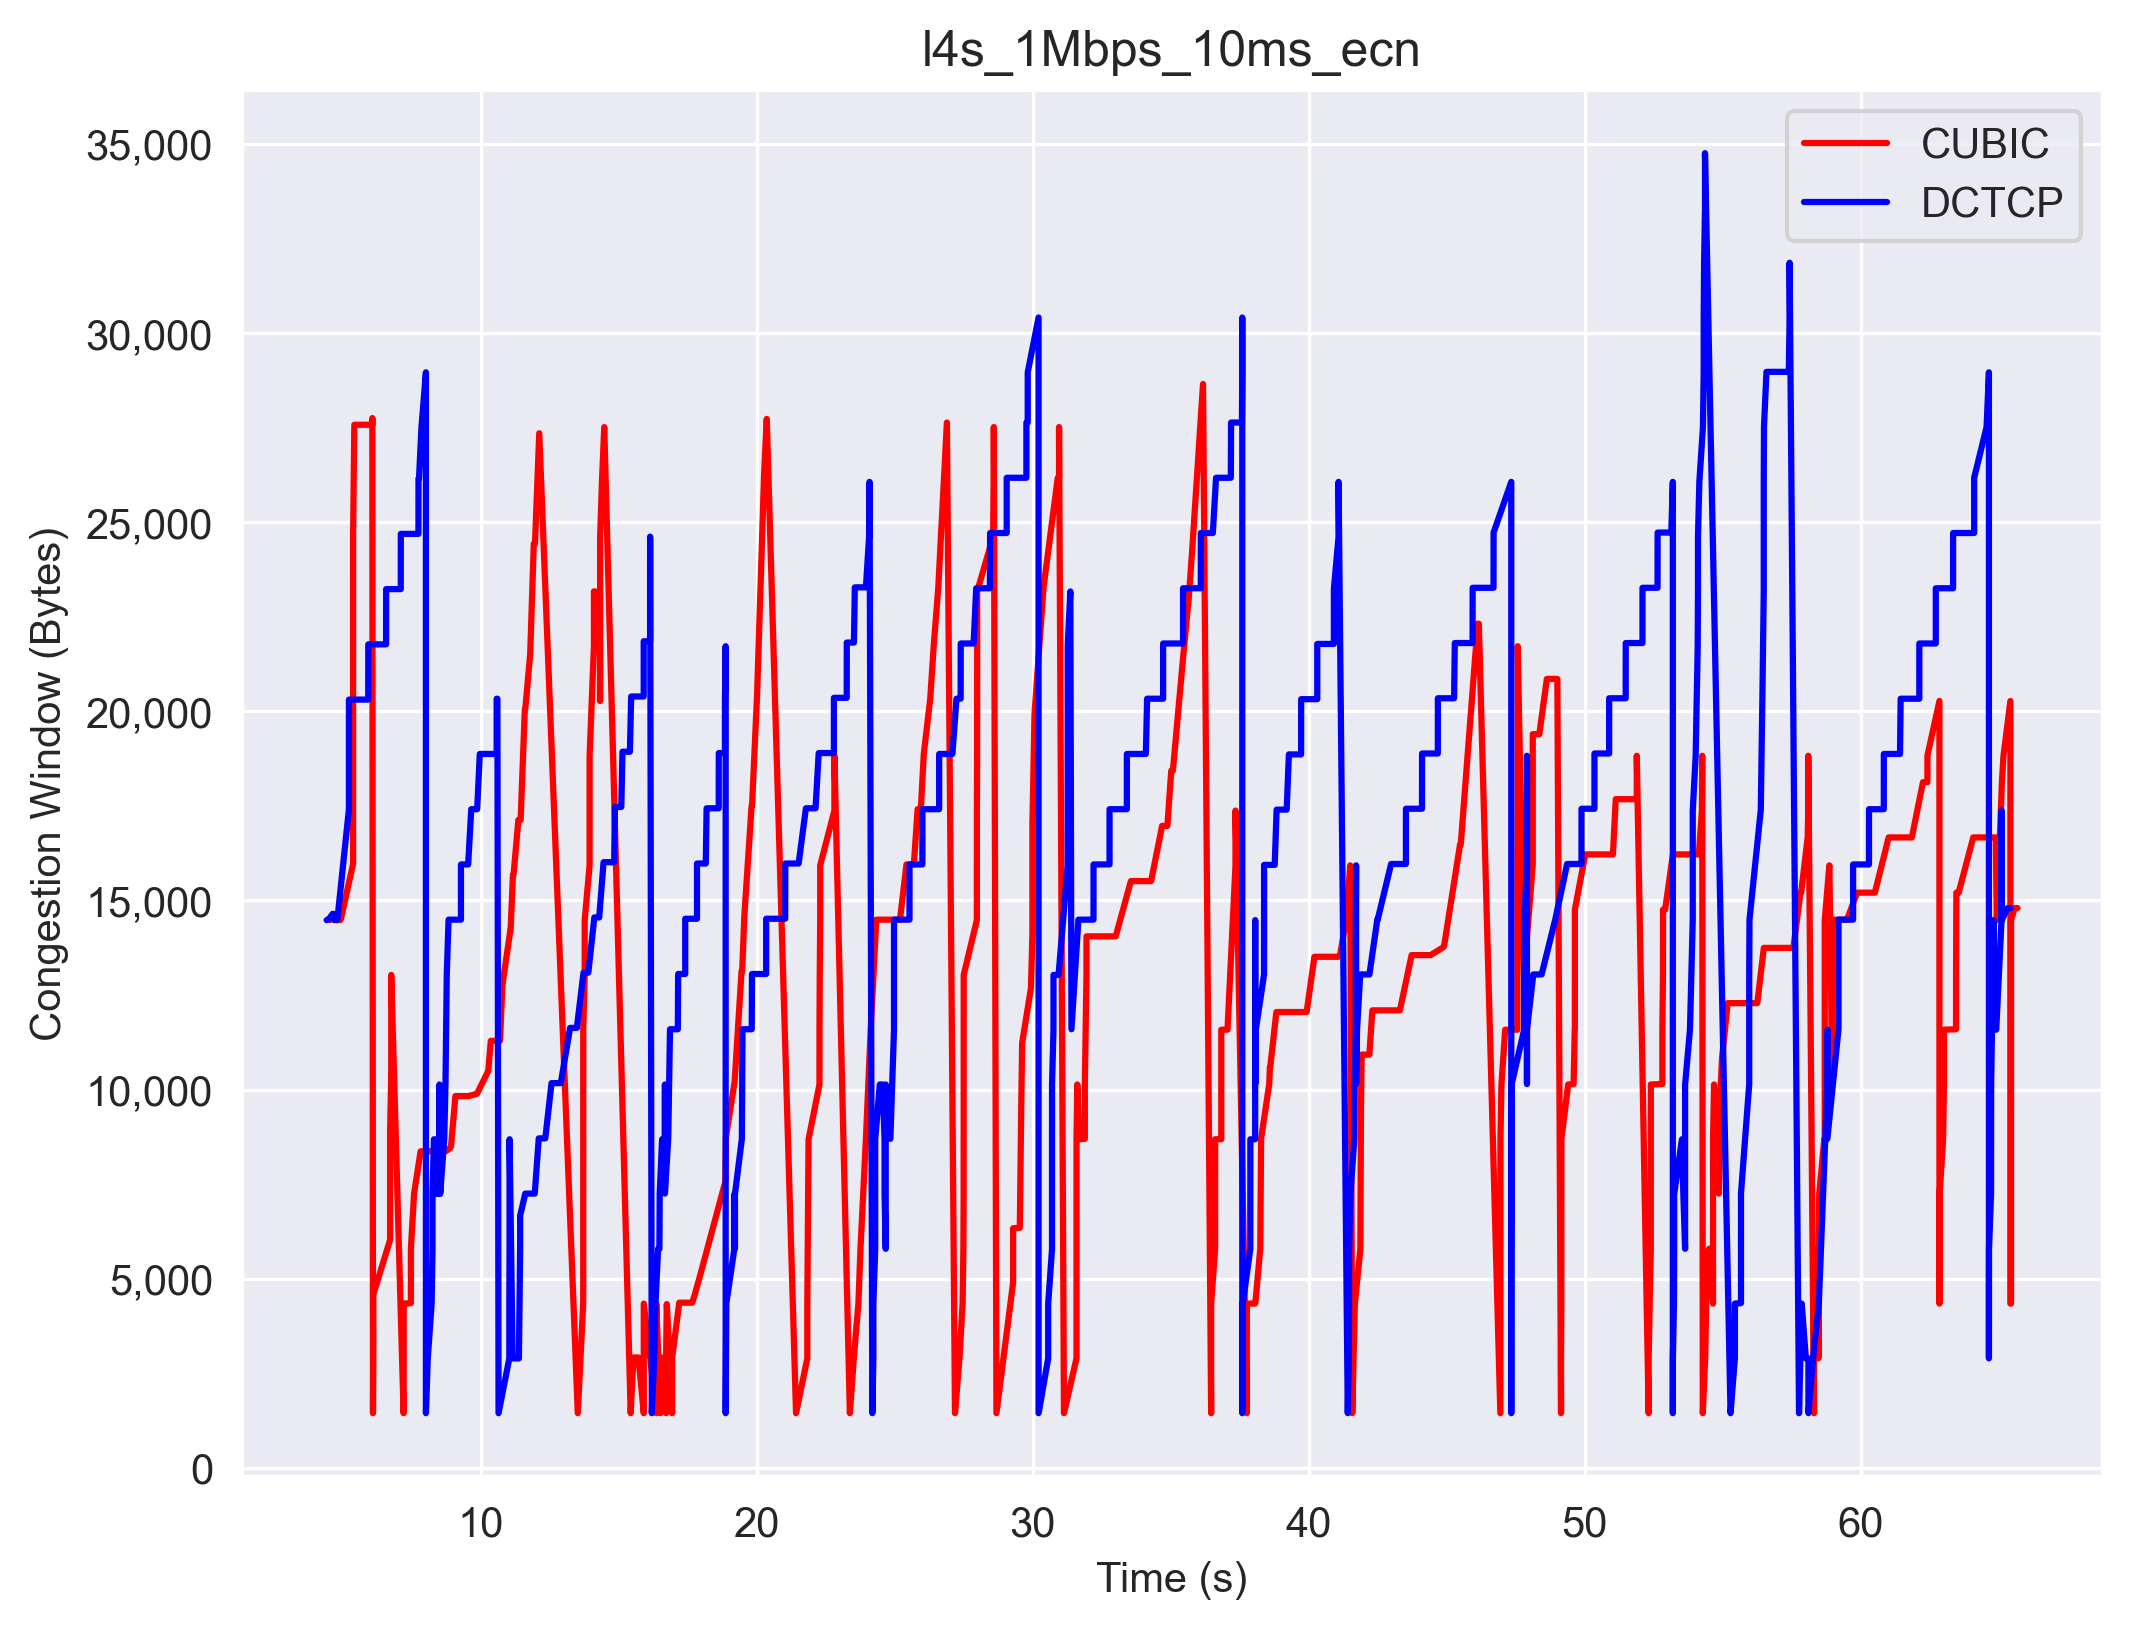 l4s_1Mbps_10ms_ecn
CUBIC
DCTCP
35,000
30,000
25,000
20,000
15,000
10,000
5,000
0
Congestion Window (Bytes)
10 20 30 40 50 60
Time (s)